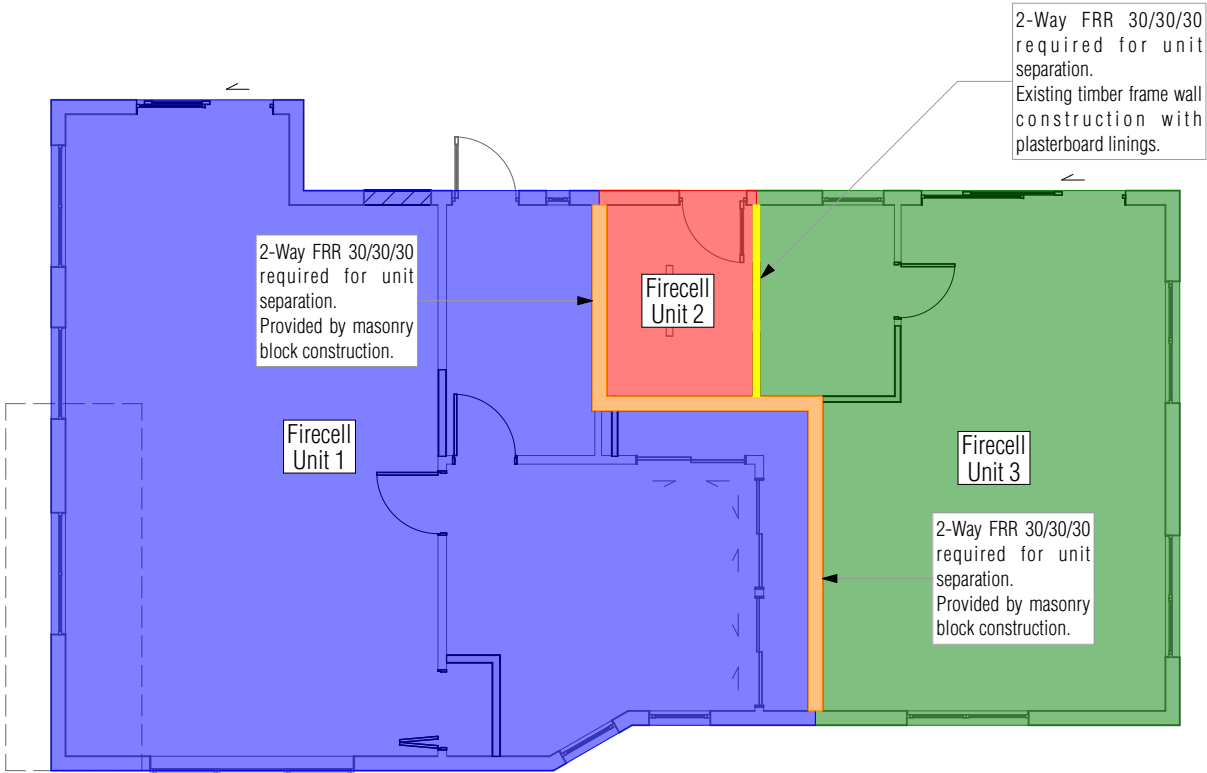 2-Way FRR 30/30/30
required for unit
separation.
Existing timber frame wall
construction with
plasterboard linings.
2-Way FRR 30/30/30
required for unit
separation.
Provided by masonry
block construction.
Firecell
Unit 2
Firecell
Unit 1
Firecell
Unit 3
2-Way FRR 30/30/30
required for unit
separation.
Provided by masonry
block construction.